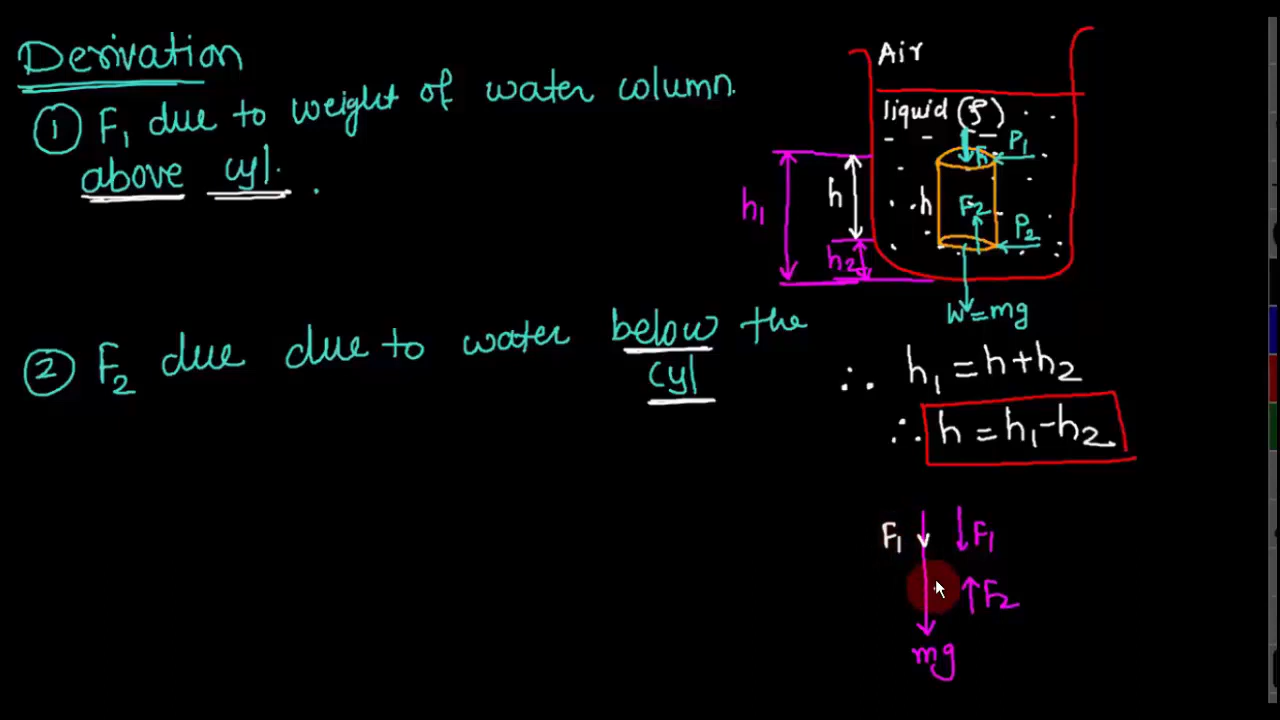 Derivation
① F₁ due to weight of water column.
above cyl.
② F₂ due due to water below the
cyl
Air
liquid (ρ)
P₁
F₁
h₁
h
h
F₂
P₂
h₂
W=mg
∴ h₁ = h+h₂
∴ h = h₁-h₂
F₁ ↓F₁
↑F₂
mg